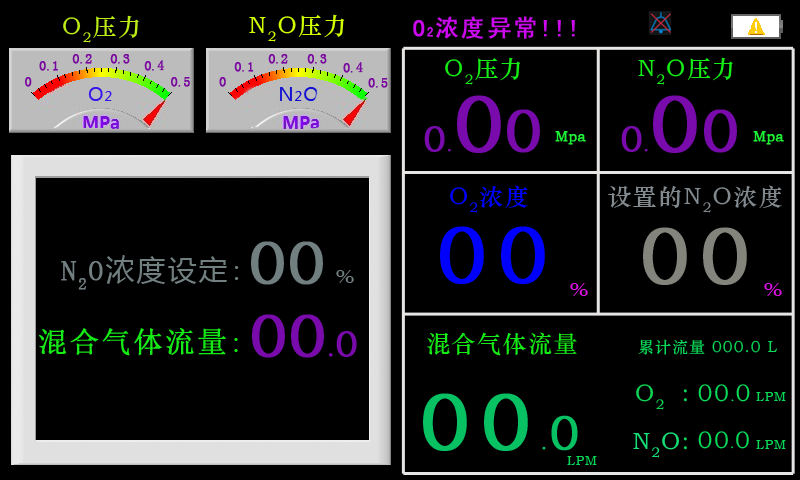 O₂压力
N₂O压力
0 0.1 0.2 0.3 0.4 0.5
O₂
MPa
0 0.1 0.2 0.3 0.4 0.5
N₂O
MPa
N₂O浓度设定: 00 %
混合气体流量: 00.0
O₂浓度异常!!!
O₂压力
0.00 Mpa
N₂O压力
0.00 Mpa
O₂浓度
00 %
设置的N₂O浓度
00 %
混合气体流量
00.0 LPM
累计流量 000.0 L
O₂ : 00.0 LPM
N₂O: 00.0 LPM